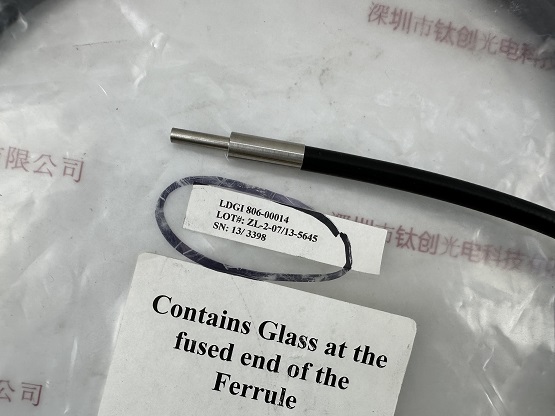 深圳市钛创光电科技
有限公司
LDGI 806-00014
LOT#: ZL-2-07/13-5645
SN: 13/ 3398
深圳市钛创光电科技
Contains Glass at the
fused end of the
Ferrule
公司